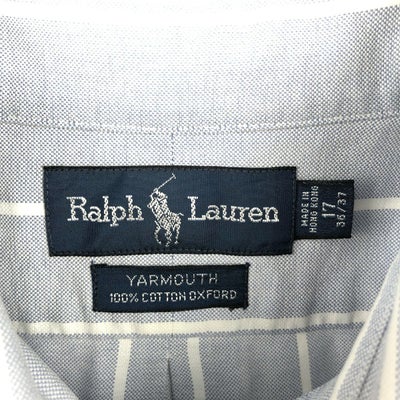 Ralph Lauren
MADE IN
HONG KONG
17
36/37
YARMOUTH
100% COTTON OXFORD